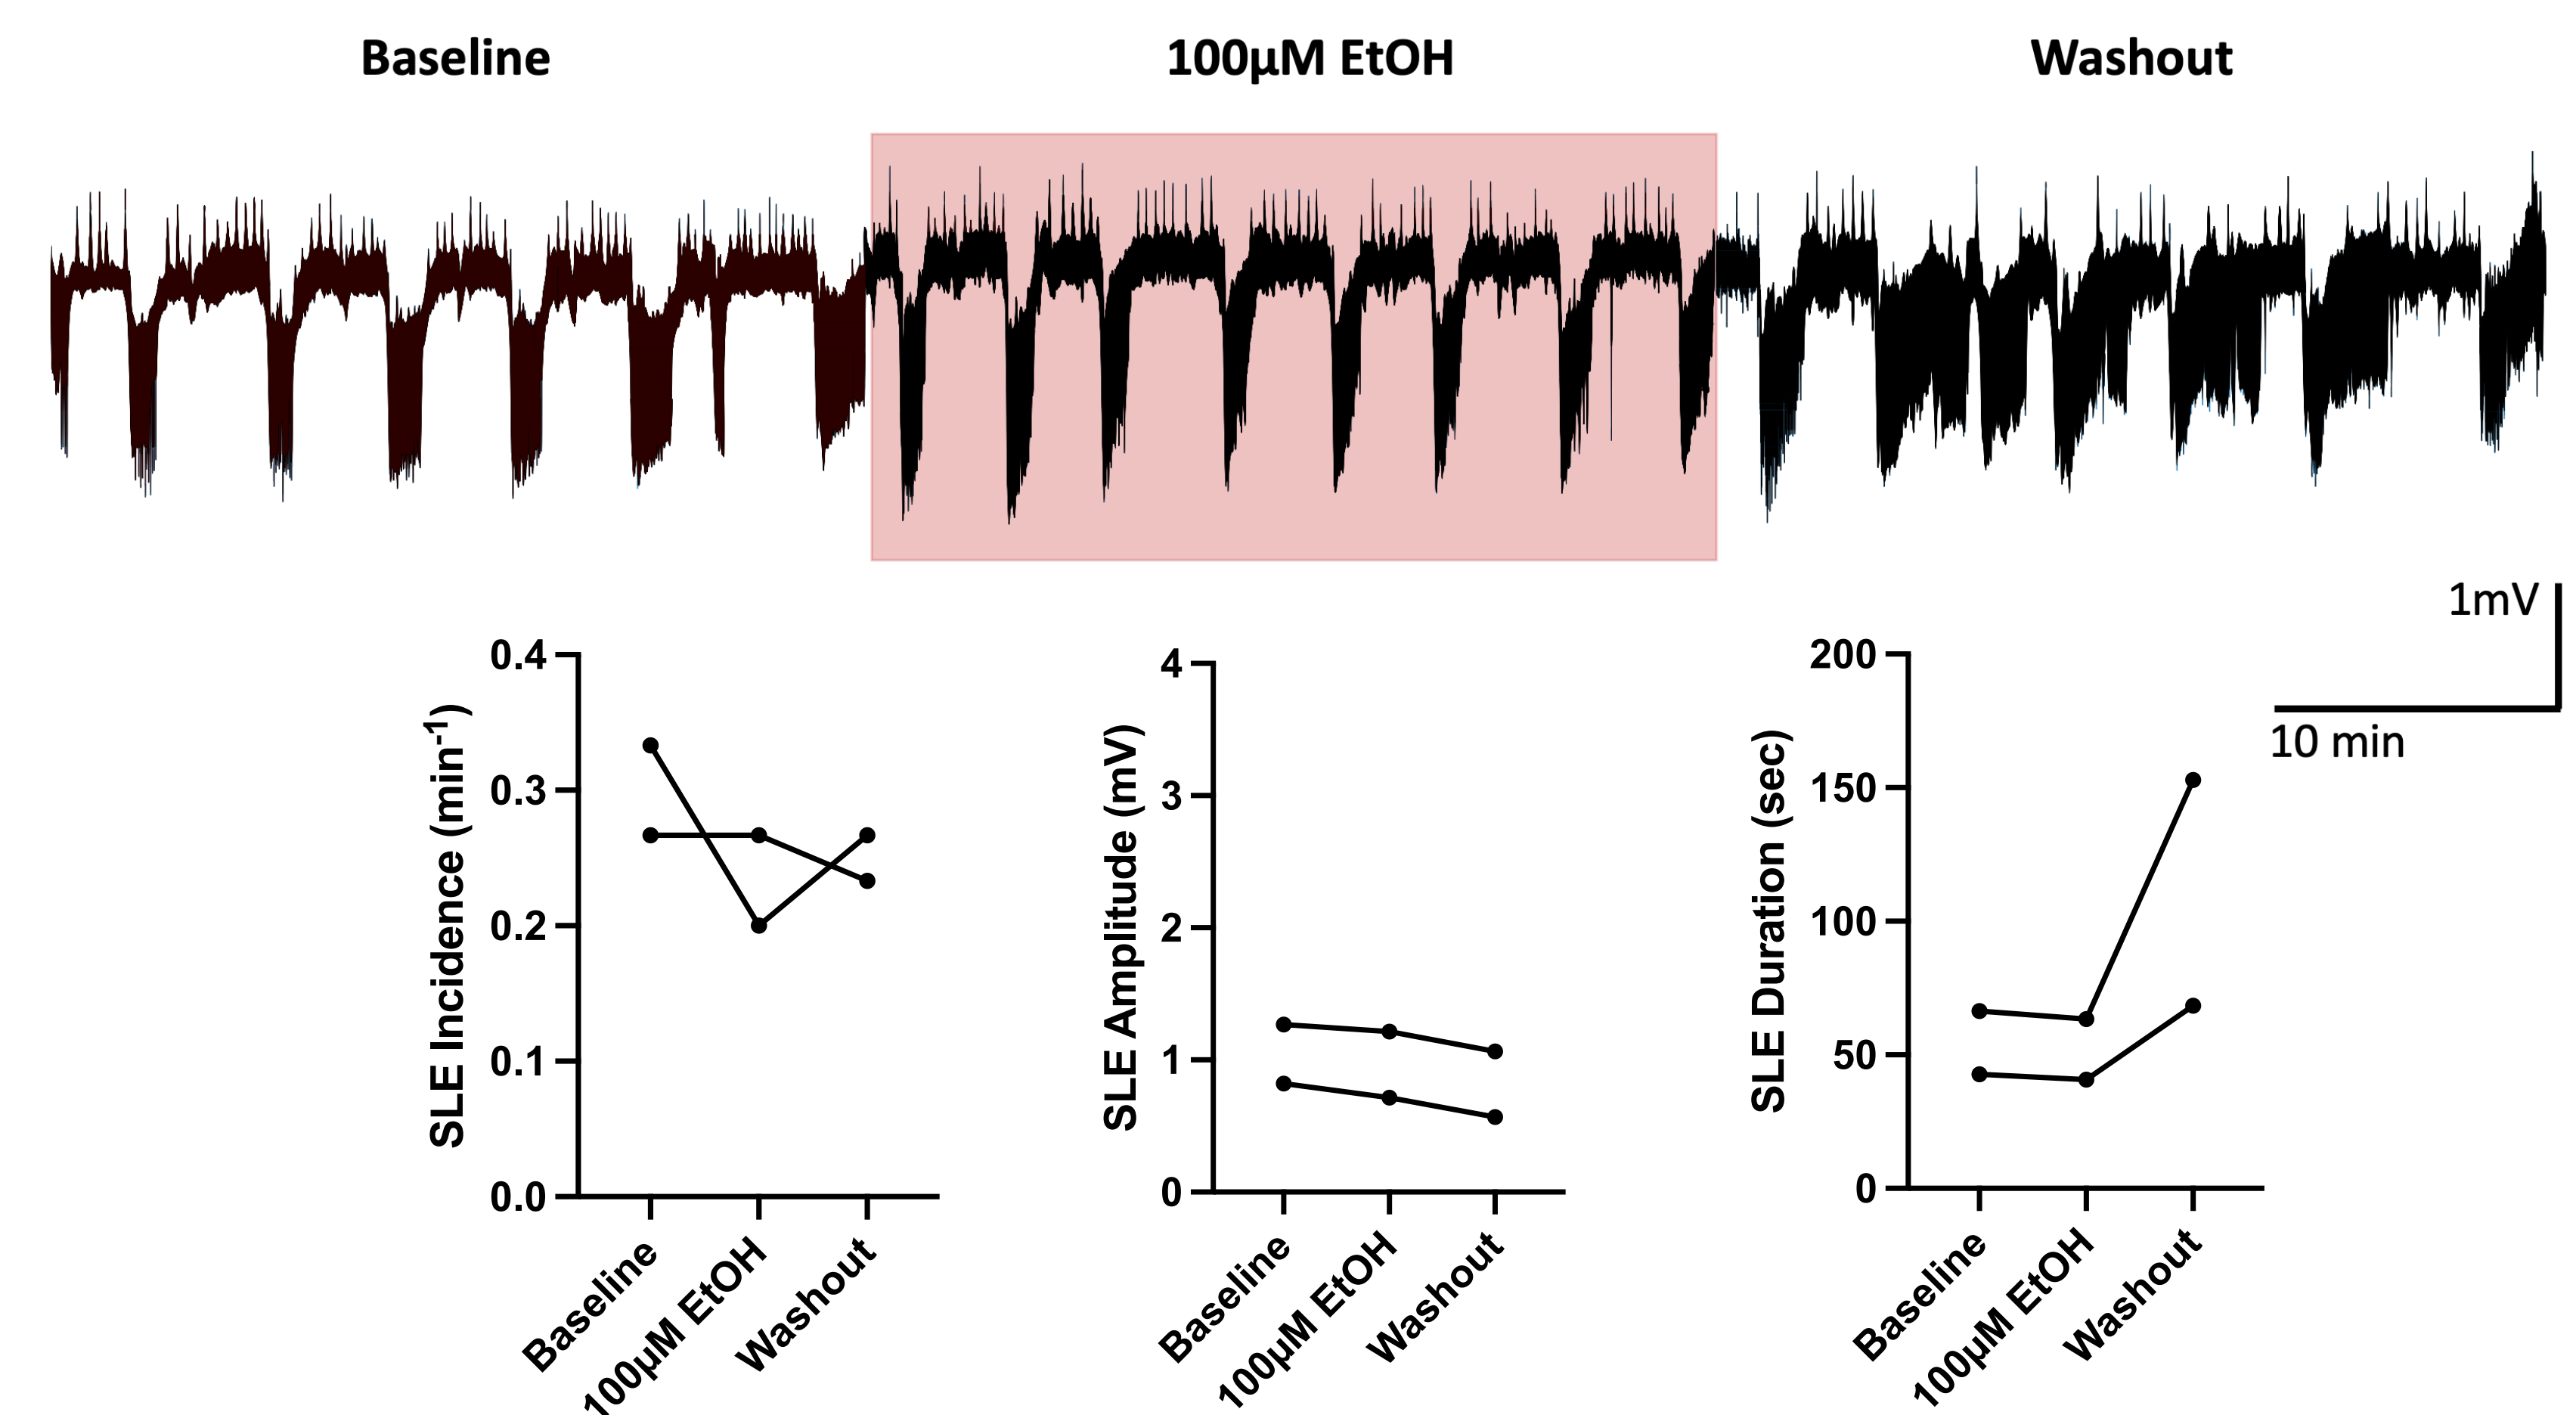 Baseline
100µM EtOH
Washout
1mV
10 min
SLE Incidence (min-1)
0.4
0.3
0.2
0.1
0.0
Baseline
100µM EtOH
Washout
SLE Amplitude (mV)
4
3
2
1
0
Baseline
100µM EtOH
Washout
SLE Duration (sec)
200
150
100
50
0
Baseline
100µM EtOH
Washout